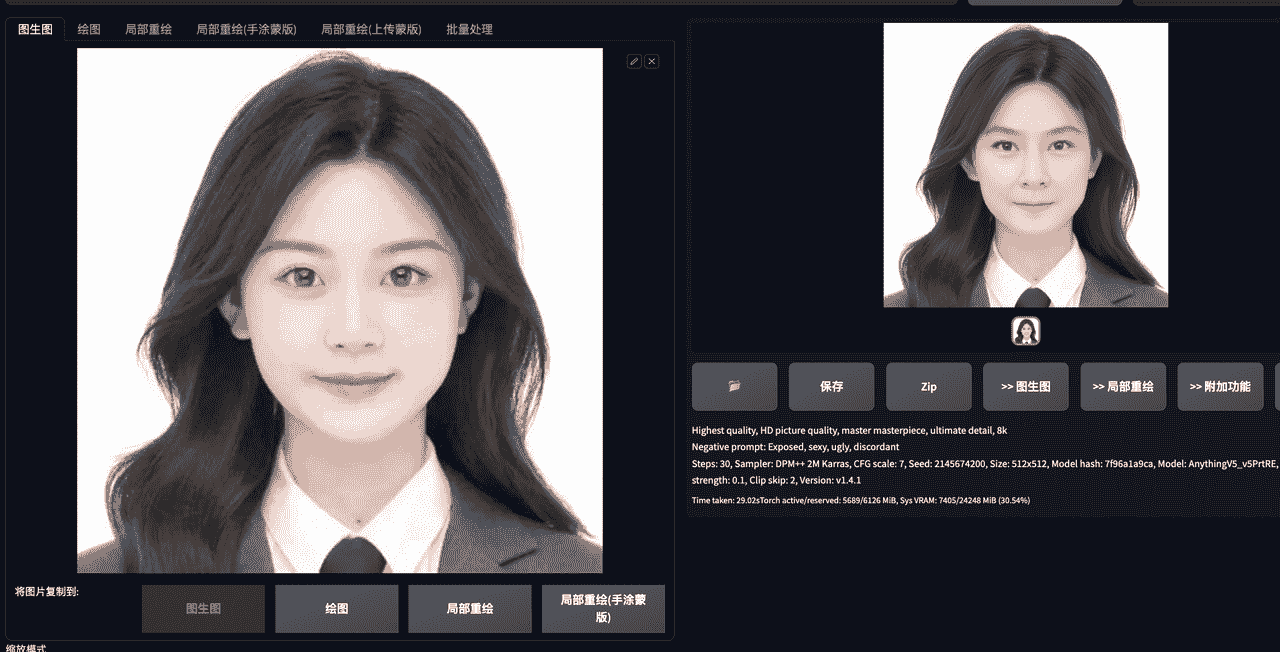 图生图
绘图
局部重绘
局部重绘(手涂蒙版)
局部重绘(上传蒙版)
批量处理
将图片复制到:
图生图
绘图
局部重绘
局部重绘(手涂蒙
版)
缩放模式
保存
Zip
>> 图生图
>> 局部重绘
>> 附加功能
Highest quality, HD picture quality, master masterpiece, ultimate detail, 8k
Negative prompt: Exposed, sexy, ugly, discordant
Steps: 30, Sampler: DPM++ 2M Karras, CFG scale: 7, Seed: 2145674200, Size: 512x512, Model hash: 7f96a1a9ca, Model: AnythingV5_v5PrtRE,
strength: 0.1, Clip skip: 2, Version: v1.4.1
Time taken: 29.02sTorch active/reserved: 5689/6126 MiB, Sys VRAM: 7405/24248 MiB (30.54%)